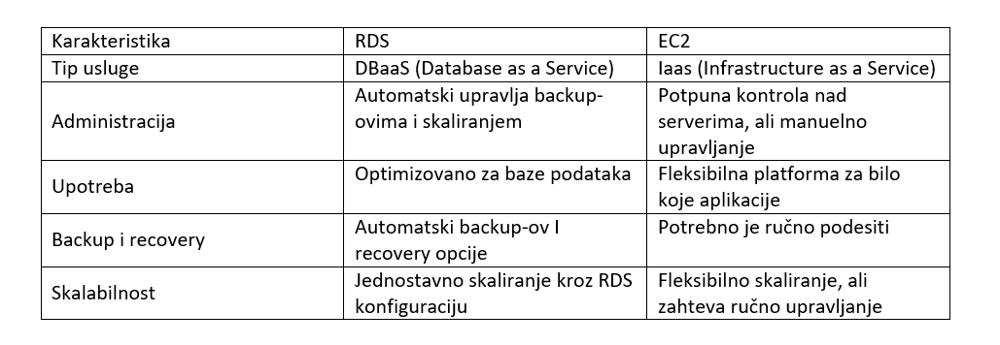 Karakteristika RDS EC2
Tip usluge DBaaS (Database as a Service) Iaas (Infrastructure as a Service)
Administracija
Automatski upravlja backup-
ovima i skaliranjem
Potpuna kontrola nad
serverima, ali manuelno
upravljanje
Upotreba
Optimizovano za baze podataka
Fleksibilna platforma za bilo
koje aplikacije
Backup i recovery
Automatski backup-ov I
recovery opcije
Potrebno je ručno podesiti
Skalabilnost
Jednostavno skaliranje kroz RDS
konfiguraciju
Fleksibilno skaliranje, ali
zahteva ručno upravljanje